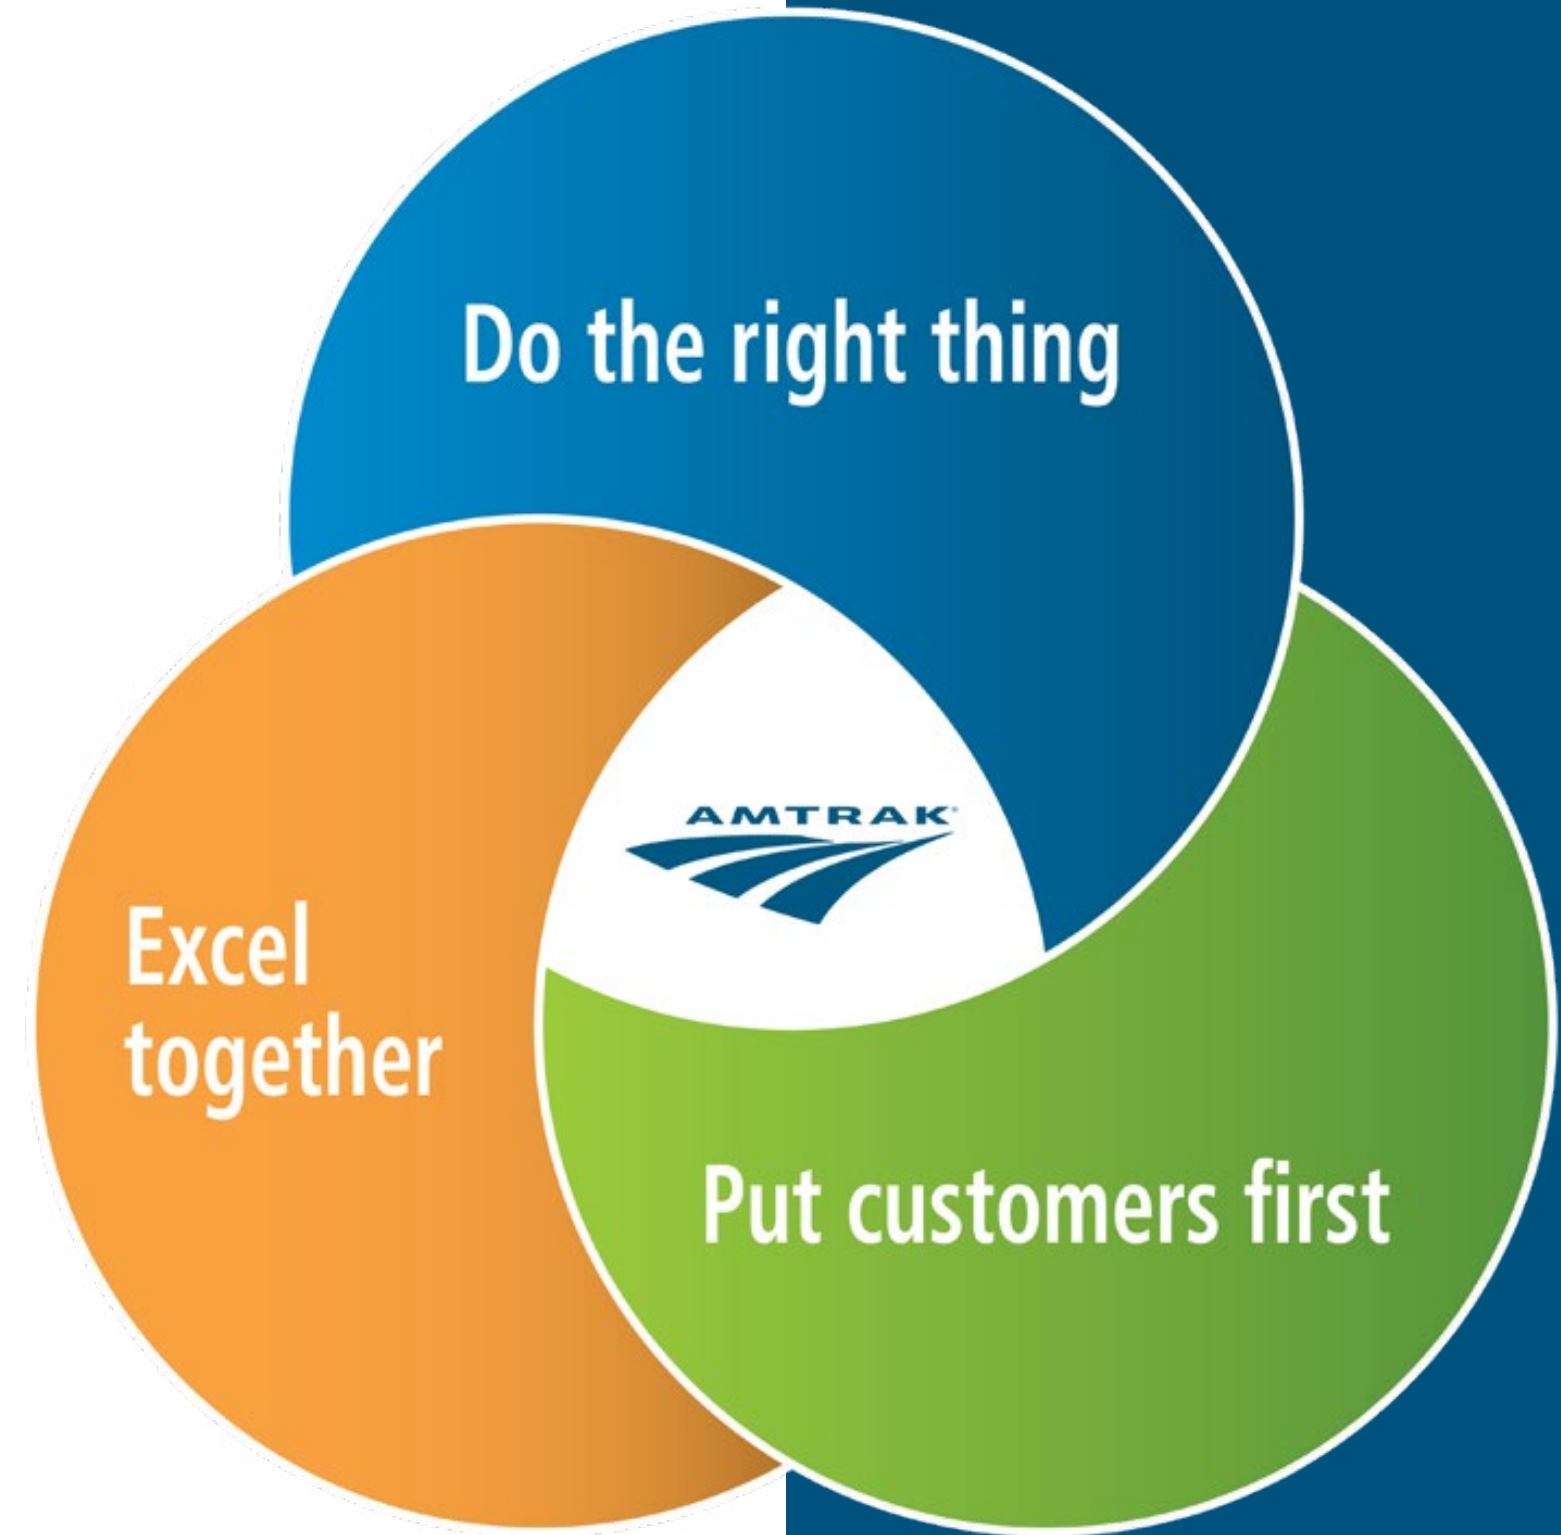 Do the right thing
AMTRAK®
Excel
together
Put customers first